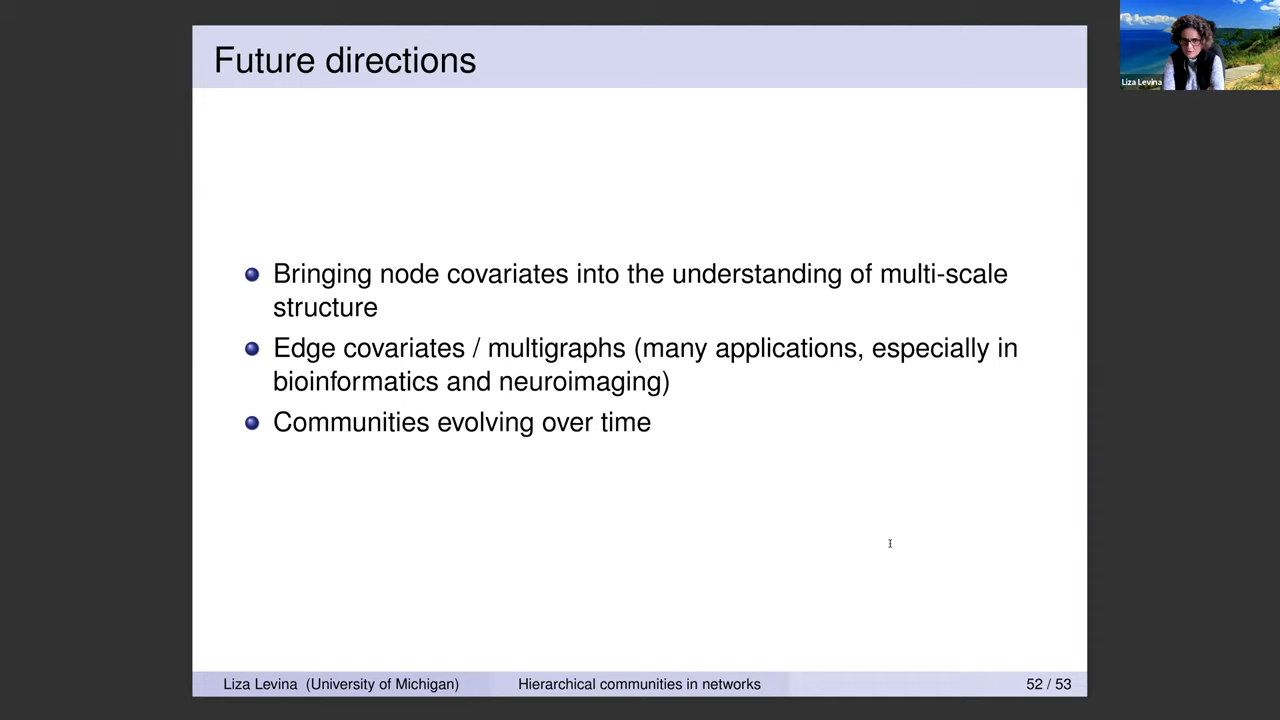 Future directions
Liza Levina
Bringing node covariates into the understanding of multi-scale
structure
Edge covariates / multigraphs (many applications, especially in
bioinformatics and neuroimaging)
Communities evolving over time
Liza Levina (University of Michigan)
Hierarchical communities in networks
52 / 53